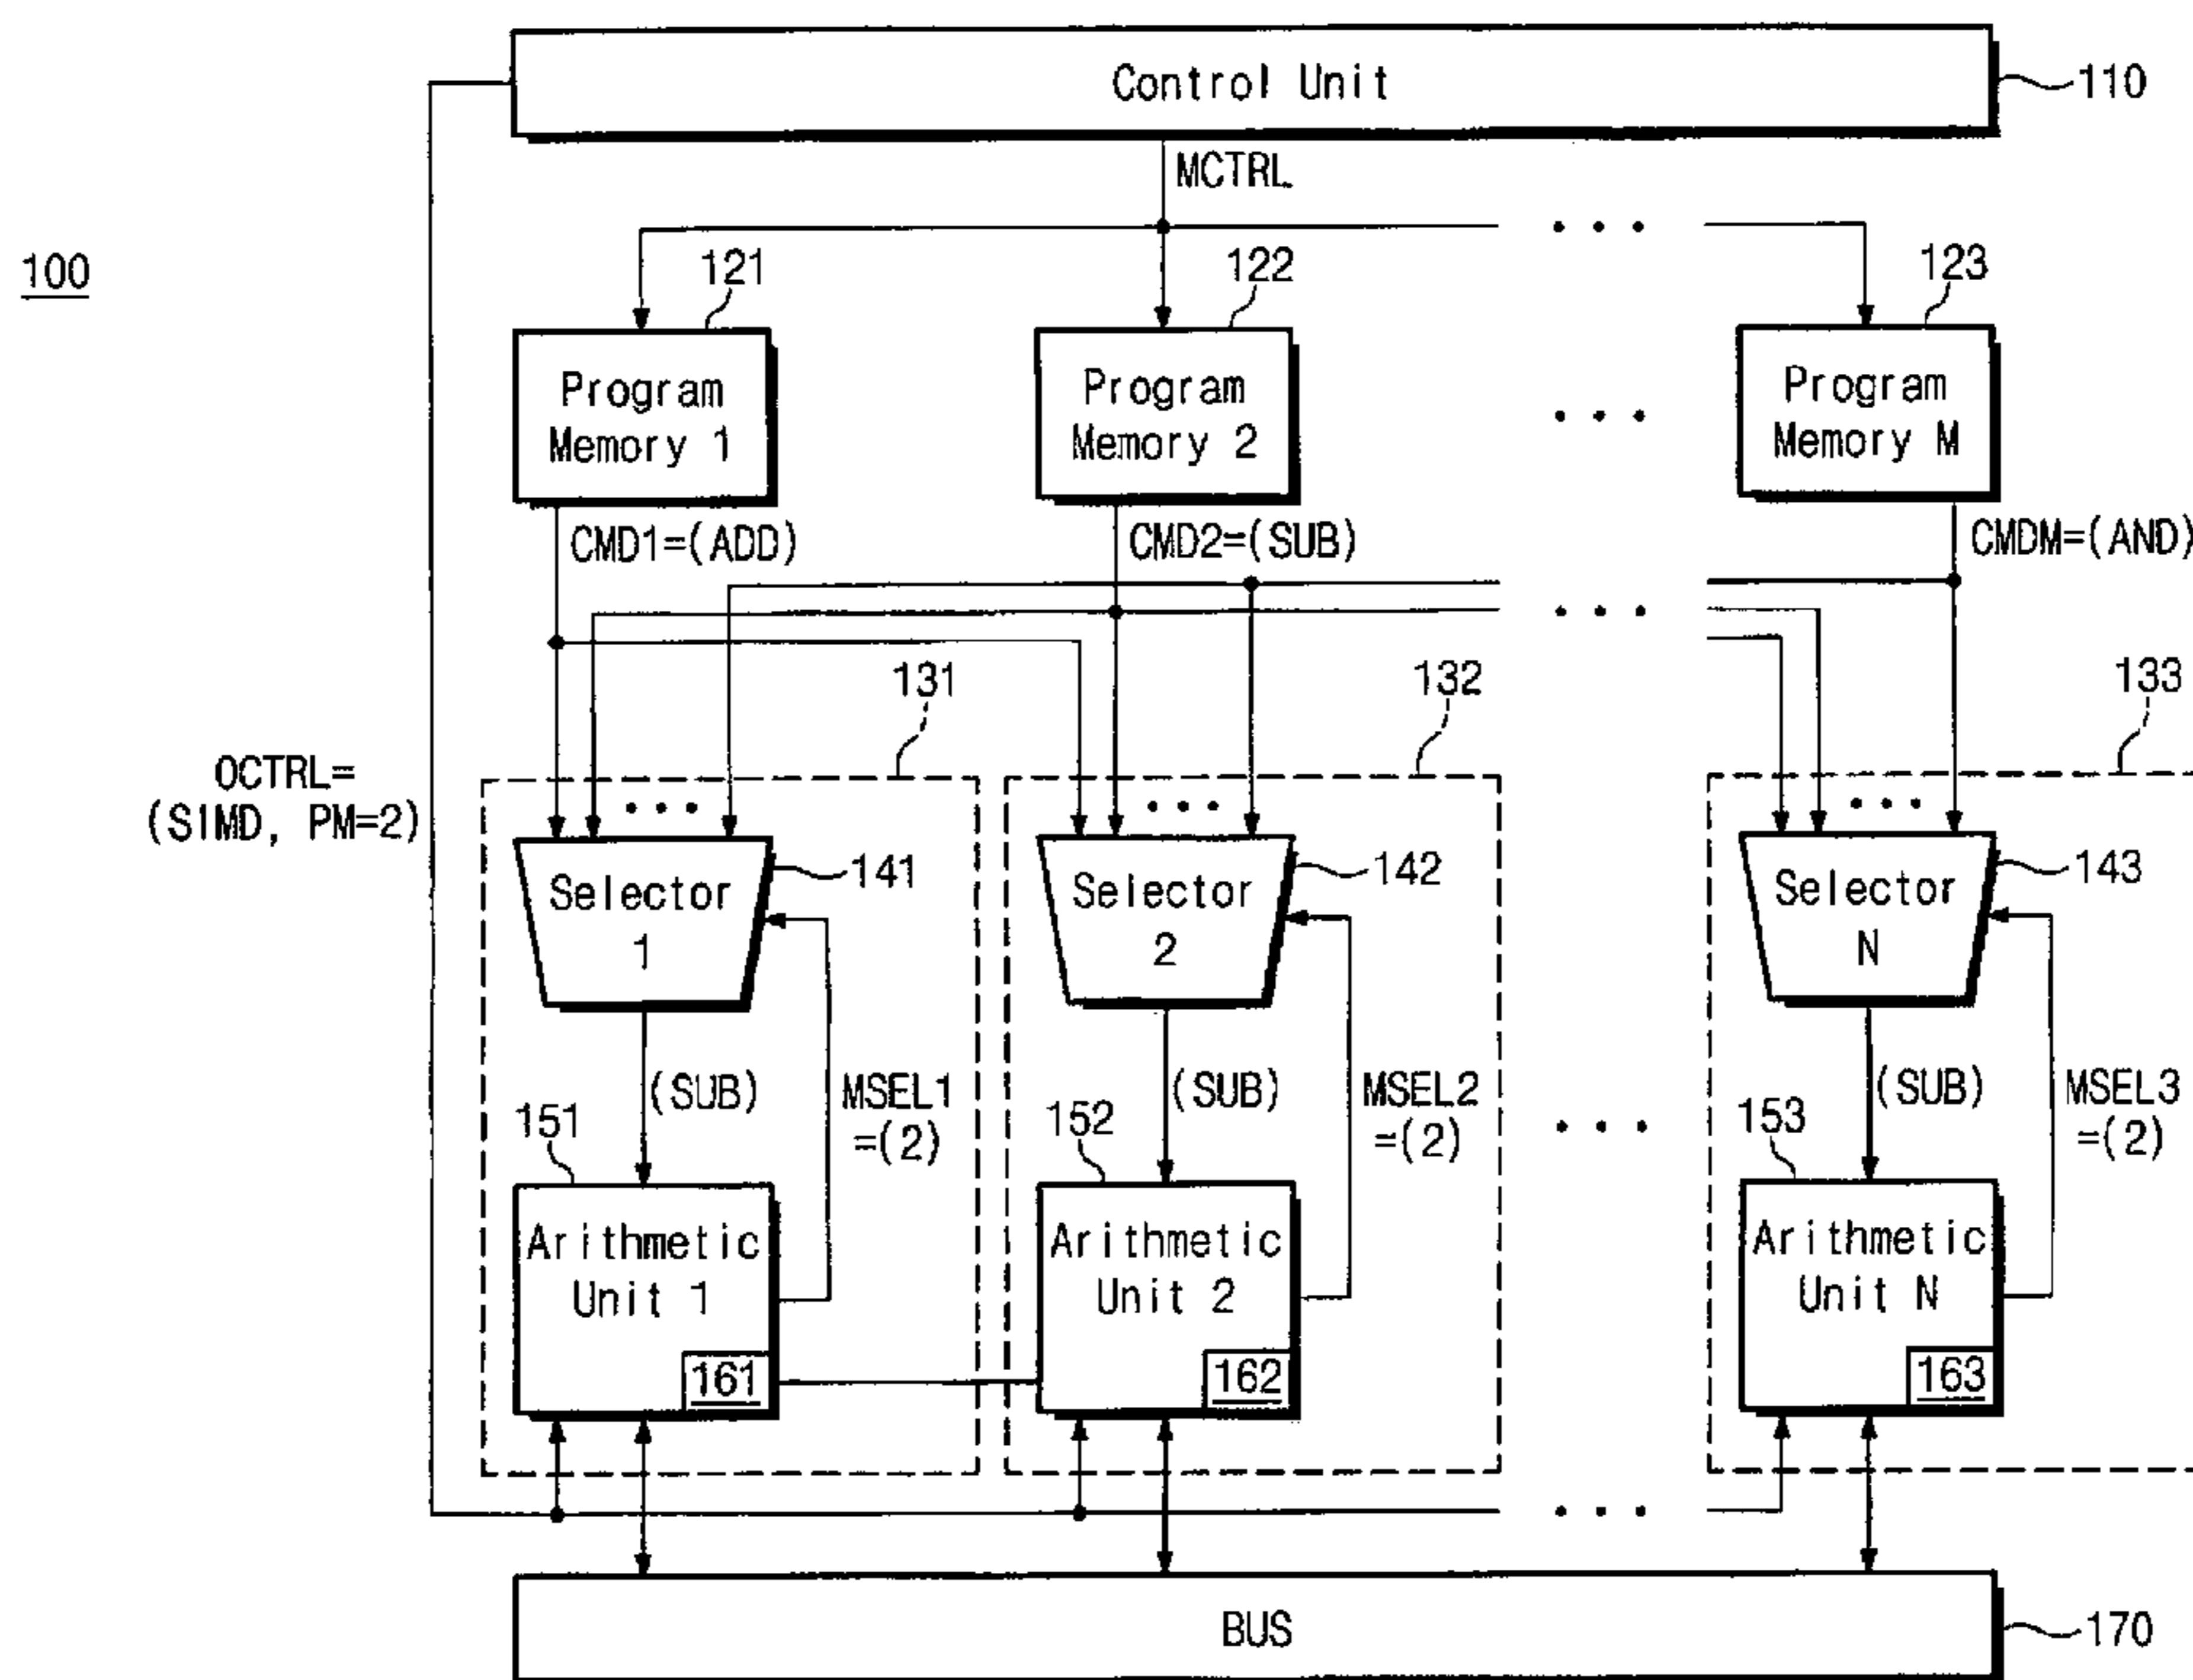 Control Unit
110
MCTRL
100
121
122
123
Program
Memory 1
Program
Memory 2
Program
Memory M
CMD1=(ADD)
CMD2=(SUB)
CMDM=(AND)
131
132
133
OCTRL=
(SIMD, PM=2)
Selector
1
141
Selector
2
142
Selector
N
143
(SUB)
MSEL1
=(2)
(SUB)
MSEL2
=(2)
(SUB)
MSEL3
=(2)
151
152
153
Arithmetic
Unit 1
161
Arithmetic
Unit 2
162
Arithmetic
Unit N
163
BUS
170